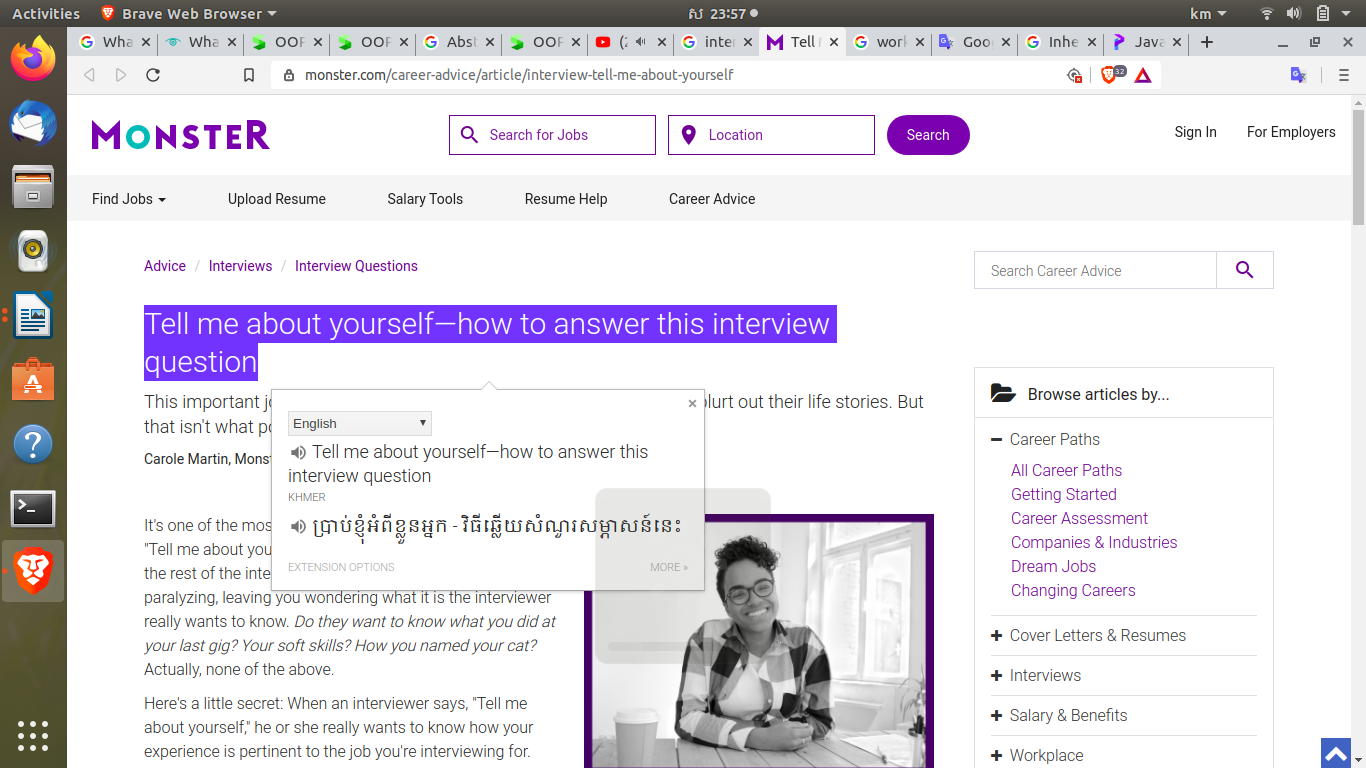 Activities Brave Web Browser ស 23:57 km
Wha Wha OOF OOF Abst OOF (2 inter Tell M work Goo Inhe Java
monster.com/career-advice/article/interview-tell-me-about-yourself 32
MONSTER Search for Jobs Location Search Sign In For Employers
Find Jobs Upload Resume Salary Tools Resume Help Career Advice
Advice / Interviews / Interview Questions
Search Career Advice
Tell me about yourself—how to answer this interview
question
This important j blurt out their life stories. But
that isn't what p
Carole Martin, Monst
English
Tell me about yourself—how to answer this
interview question
KHMER
ប្រាប់ខ្ញុំអំពីខ្លួនអ្នក - វិធីឆ្លើយសំណួរសម្ភាសន៍នេះ
EXTENSION OPTIONS MORE »
It's one of the mos
"Tell me about you
the rest of the inte
paralyzing, leaving you wondering what it is the interviewer
really wants to know. Do they want to know what you did at
your last gig? Your soft skills? How you named your cat?
Actually, none of the above.
Here's a little secret: When an interviewer says, "Tell me
about yourself," he or she really wants to know how your
experience is pertinent to the job you're interviewing for.
Browse articles by...
Career Paths
All Career Paths
Getting Started
Career Assessment
Companies & Industries
Dream Jobs
Changing Careers
Cover Letters & Resumes
Interviews
Salary & Benefits
Workplace